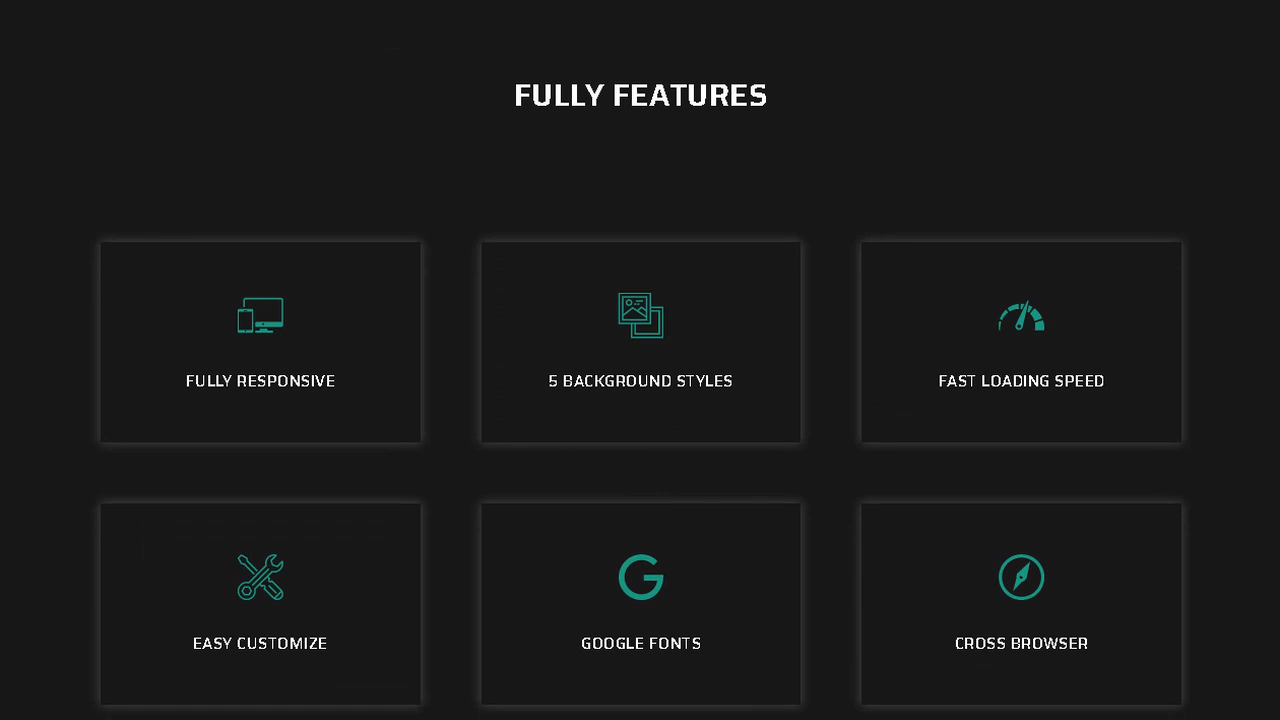 FULLY FEATURES
FULLY RESPONSIVE
5 BACKGROUND STYLES
FAST LOADING SPEED
EASY CUSTOMIZE
GOOGLE FONTS
CROSS BROWSER